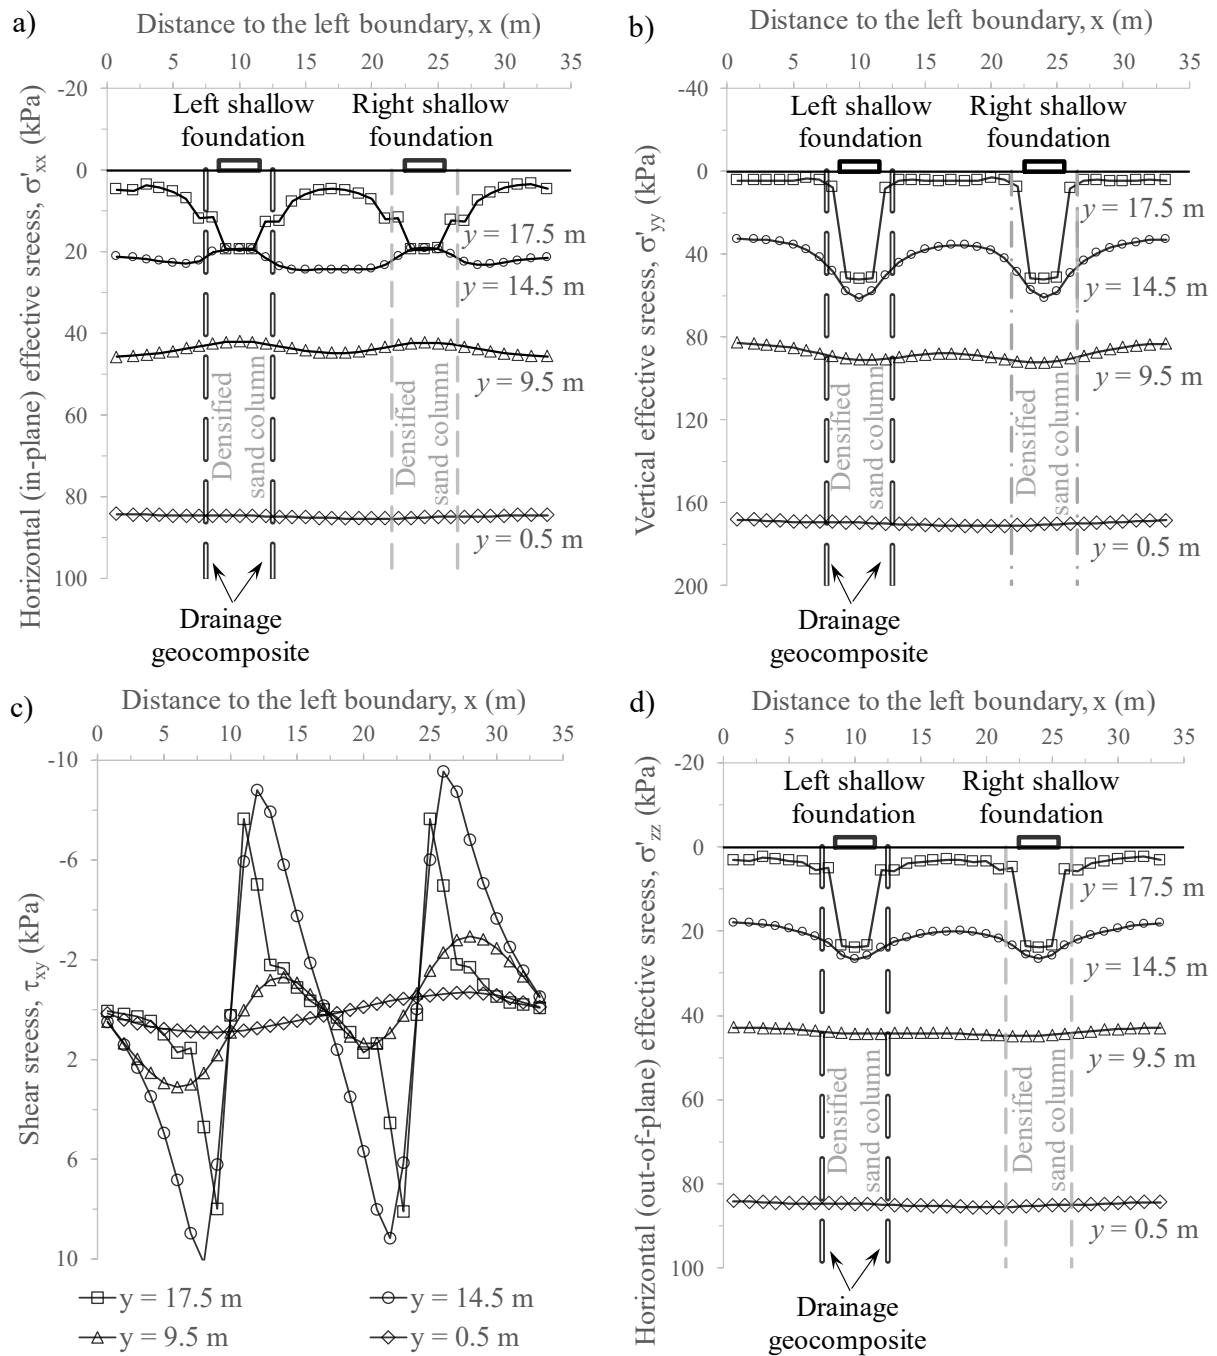 a)
Distance to the left boundary, x (m)
0 5 10 15 20 25 30 35
Horizontal (in-plane) effective sreess, σ'xx (kPa)
-20
0
20
40
60
80
100
Left shallow
foundation
Right shallow
foundation
y = 17.5 m
y = 14.5 m
y = 9.5 m
y = 0.5 m
Densified
sand column
Densified
sand column
Drainage
geocomposite
b)
Distance to the left boundary, x (m)
0 5 10 15 20 25 30 35
Vertical effective sreess, σ'yy (kPa)
-40
0
40
80
120
160
200
Left shallow
foundation
Right shallow
foundation
y = 17.5 m
y = 14.5 m
y = 9.5 m
y = 0.5 m
Densified
sand column
Densified
sand column
Drainage
geocomposite
c)
Distance to the left boundary, x (m)
0 5 10 15 20 25 30 35
Shear sreess, τxy (kPa)
-10
-6
-2
2
6
10
y = 17.5 m
y = 14.5 m
y = 9.5 m
y = 0.5 m
d)
Distance to the left boundary, x (m)
0 5 10 15 20 25 30 35
Horizontal (out-of-plane) effective sreess, σ'zz (kPa)
-20
0
20
40
60
80
100
Left shallow
foundation
Right shallow
foundation
y = 17.5 m
y = 14.5 m
y = 9.5 m
y = 0.5 m
Densified
sand column
Densified
sand column
Drainage
geocomposite